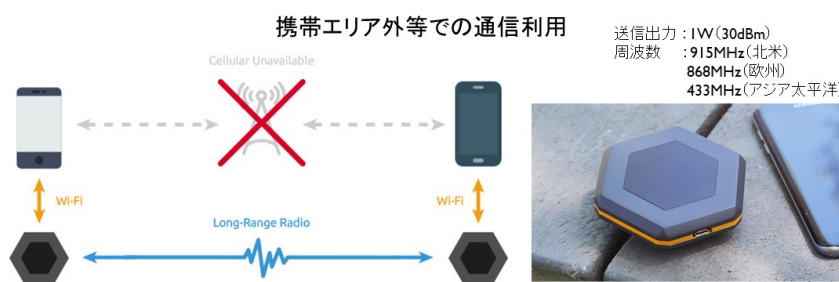 携帯エリア外等での通信利用
送信出力：1W（30dBm）
周波数　：915MHz（北米）
868MHz（欧州）
433MHz（アジア太平洋）
Cellular Unavailable
Wi-Fi
Wi-Fi
Long-Range Radio